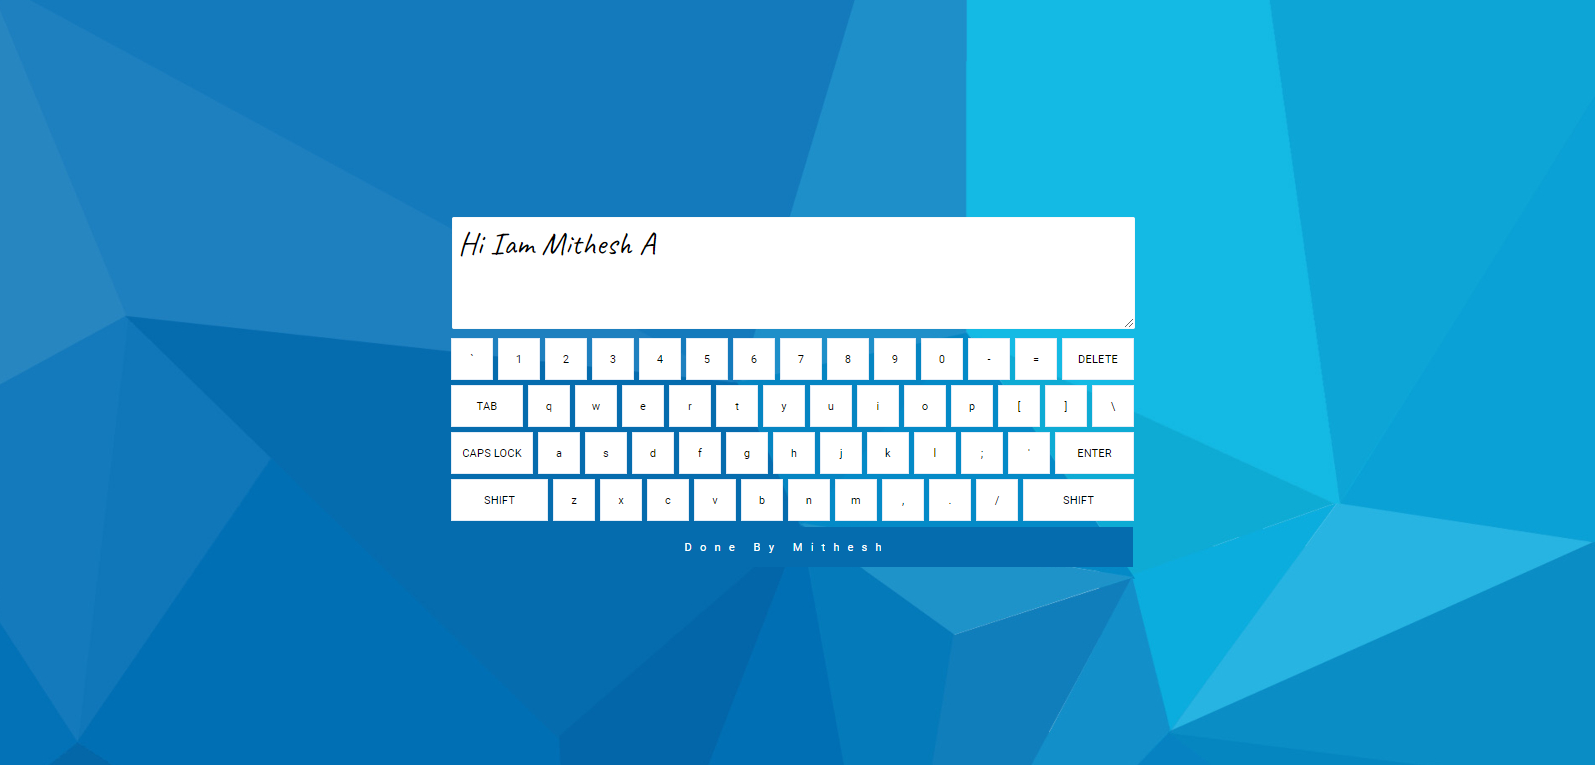 Hi Iam Mithesh A
` 1 2 3 4 5 6 7 8 9 0 - = DELETE
TAB q w e r t y u i o p [ ] \
CAPS LOCK a s d f g h j k l ; ' ENTER
SHIFT z x c v b n m , . / SHIFT
Done By Mithesh